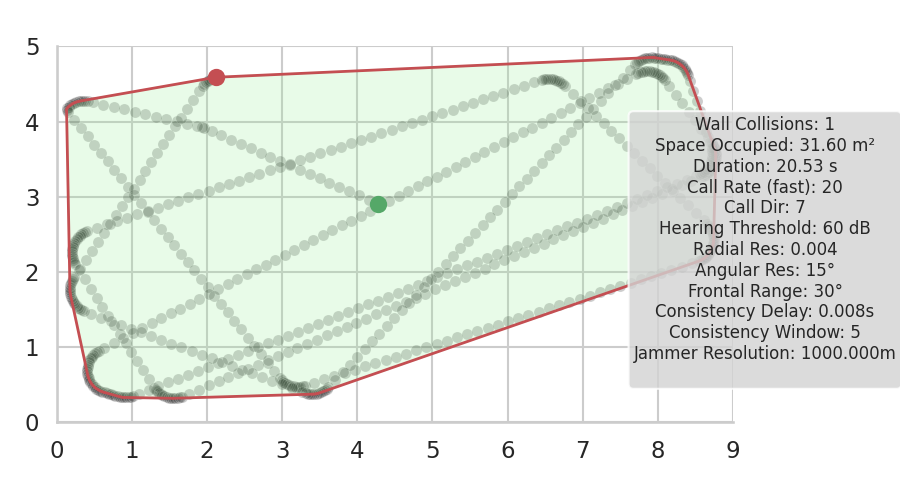 5
4
3
2
1
0
0 1 2 3 4 5 6 7 8 9
Wall Collisions: 1
Space Occupied: 31.60 m²
Duration: 20.53 s
Call Rate (fast): 20
Call Dir: 7
Hearing Threshold: 60 dB
Radial Res: 0.004
Angular Res: 15°
Frontal Range: 30°
Consistency Delay: 0.008s
Consistency Window: 5
Jammer Resolution: 1000.000m